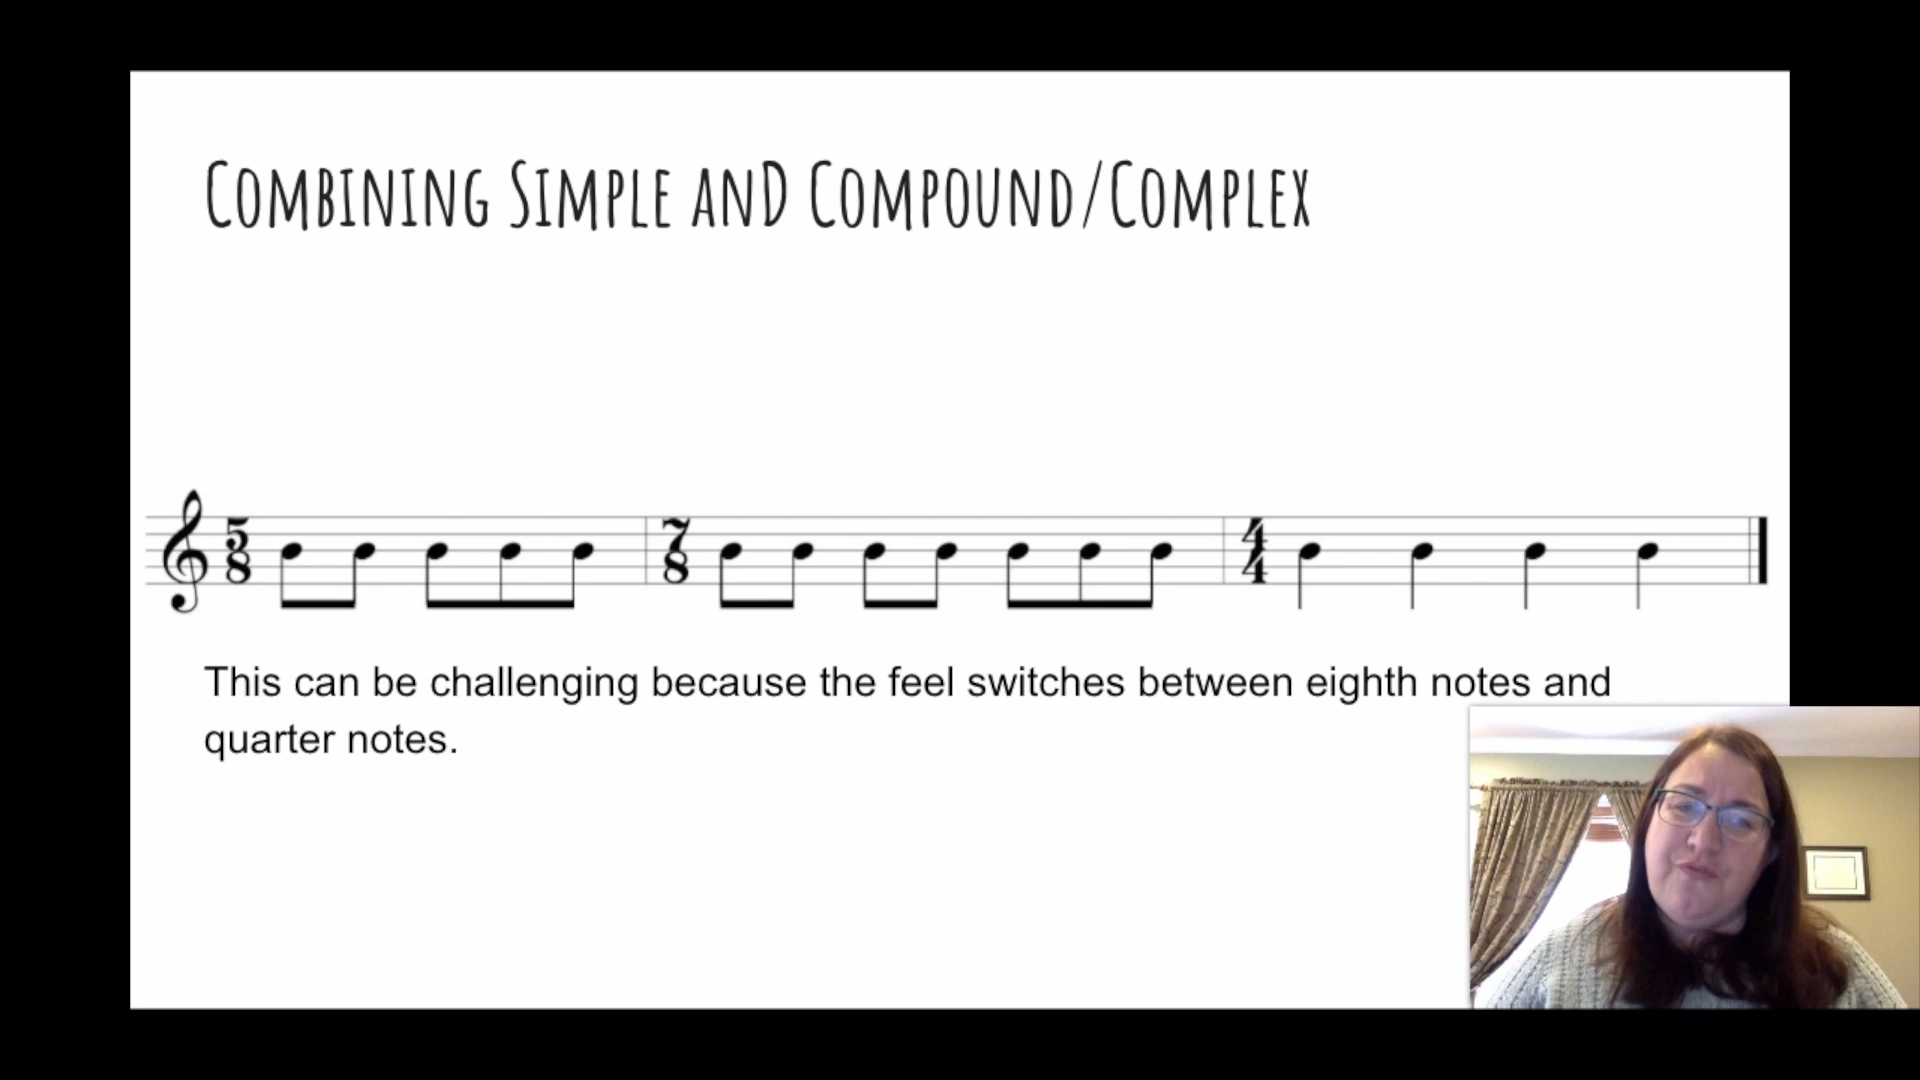 Combining Simple and Compound/Complex
5 7 4
8 8 4
This can be challenging because the feel switches between eighth notes and
quarter notes.